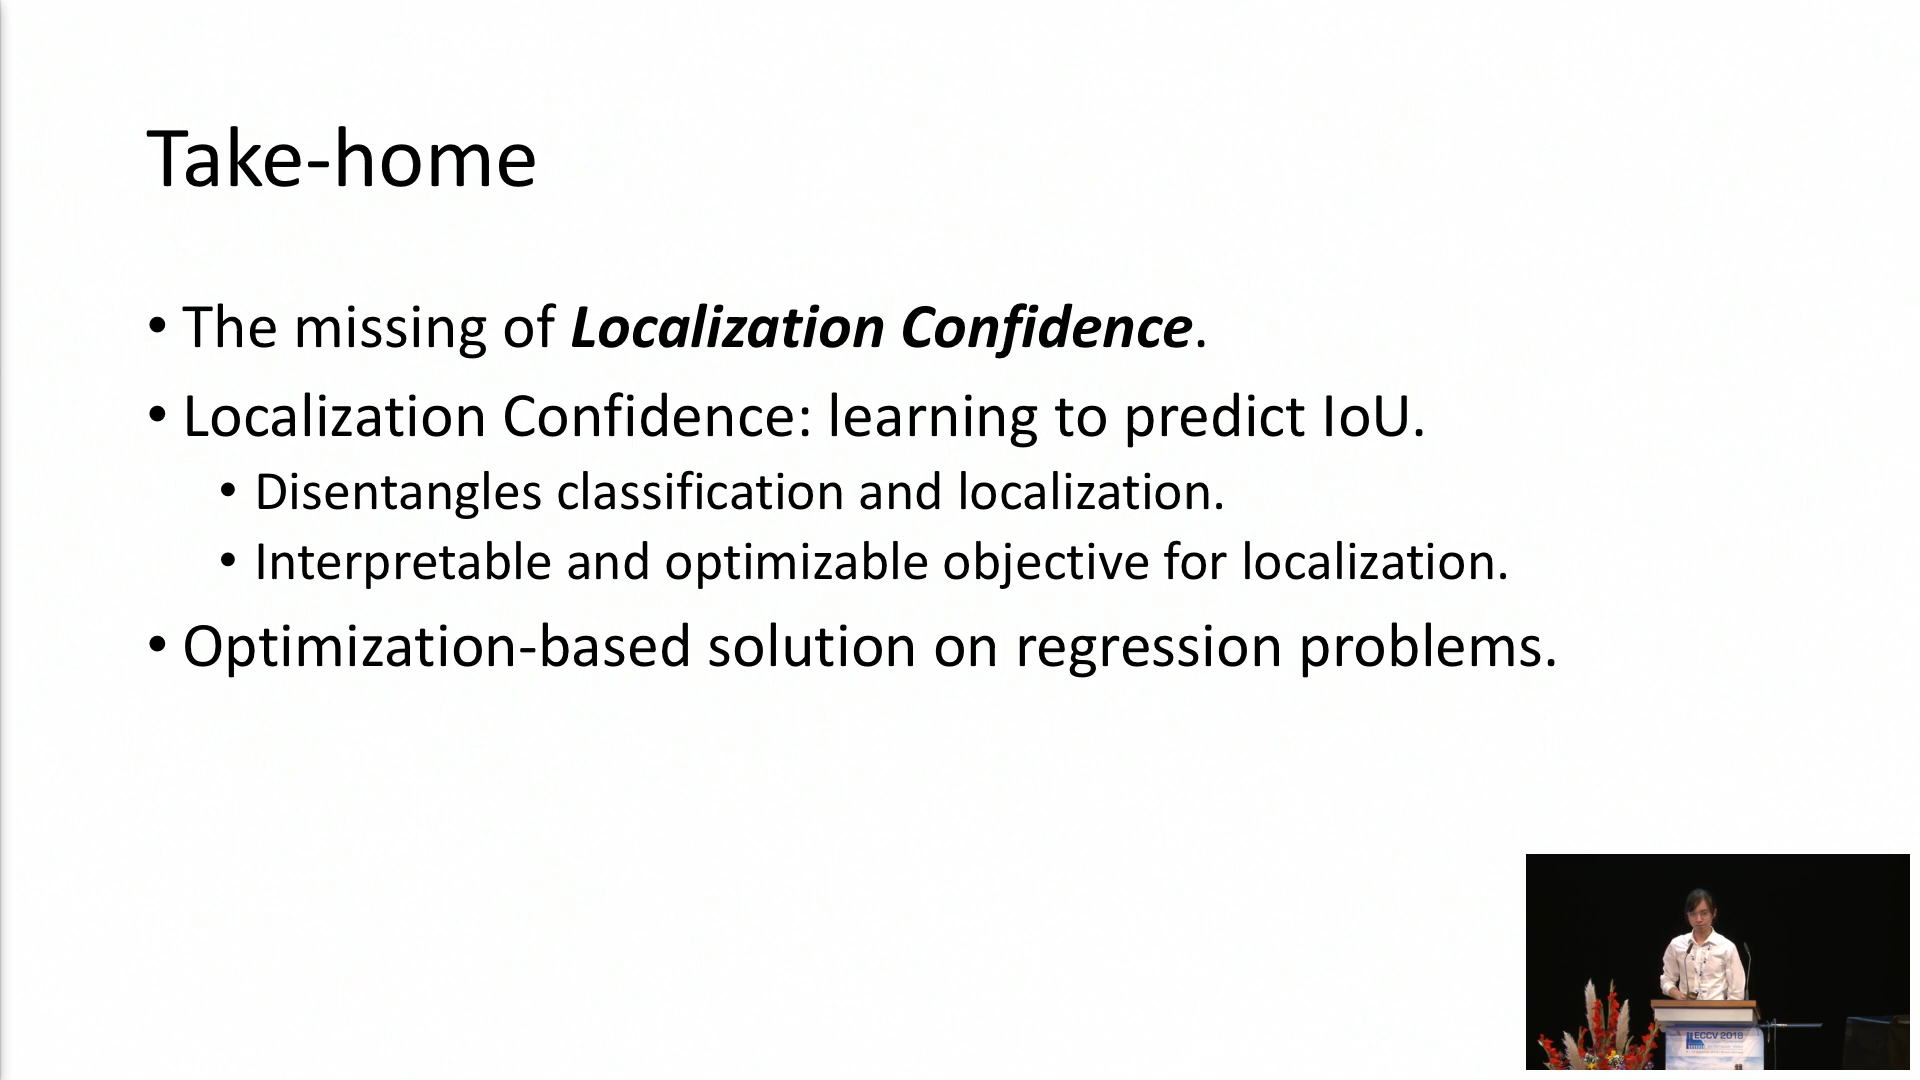 Take-home
• The missing of Localization Confidence.
• Localization Confidence: learning to predict IoU.
• Disentangles classification and localization.
• Interpretable and optimizable objective for localization.
• Optimization-based solution on regression problems.
ECCV 2018